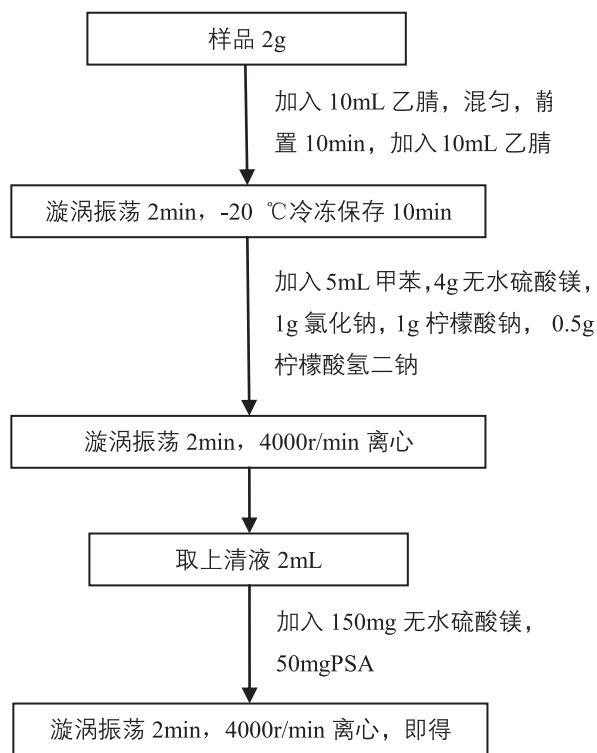 样品 2g
加入 10mL 乙腈，混匀，静
置 10min，加入 10mL 乙腈
漩涡振荡 2min，-20 ℃冷冻保存 10min
加入 5mL 甲苯，4g 无水硫酸镁，
1g 氯化钠，1g 柠檬酸钠， 0.5g
柠檬酸氢二钠
漩涡振荡 2min，4000r/min 离心
取上清液 2mL
加入 150mg 无水硫酸镁，
50mgPSA
漩涡振荡 2min，4000r/min 离心，即得